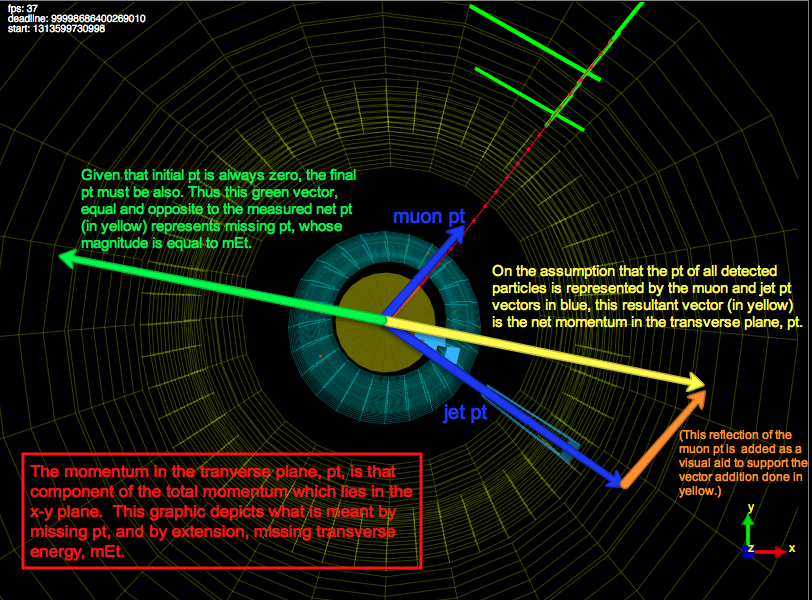 fps: 37
deadline: 99998686400269010
start: 1313599730998
Given that initial pt is always zero, the final
pt must be also. Thus this green vector,
equal and opposite to the measured net pt
(in yellow) represents missing pt, whose
magnitude is equal to mEt.
muon pt
On the assumption that the pt of all detected
particles is represented by the muon and jet pt
vectors in blue, this resultant vector (in yellow)
is the net momentum in the transverse plane, pt.
jet pt
(This reflection of the
muon pt is added as a
visual aid to support the
vector addition done in
yellow.)
The momentum in the tranverse plane, pt, is that
component of the total momentum which lies in the
x-y plane. This graphic depicts what is meant by
missing pt, and by extension, missing transverse
energy, mEt.
y
z
x